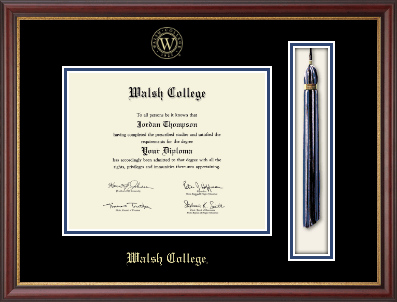 W
Walsh College
To all persons be it known that
Jordan Thompson
having completed the prescribed studies and satisfied the
requirements for the degree
Your Diploma
has accordingly been admitted to that degree with all the
rights, privileges and immunities thereunto appertaining.
Walsh College